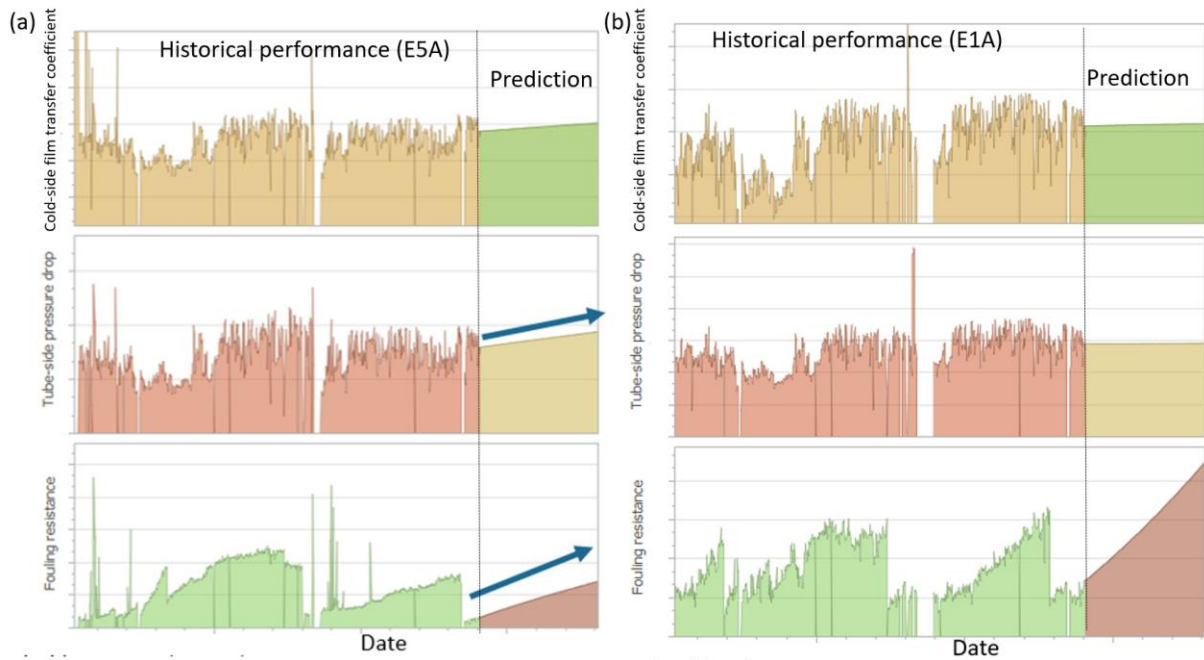 (a)
Historical performance (E5A)
Prediction
Cold-side film transfer coefficient
Tube-side pressure drop
Fouling resistance
Date
(b)
Historical performance (E1A)
Prediction
Cold-side film transfer coefficient
Tube-side pressure drop
Fouling resistance
Date